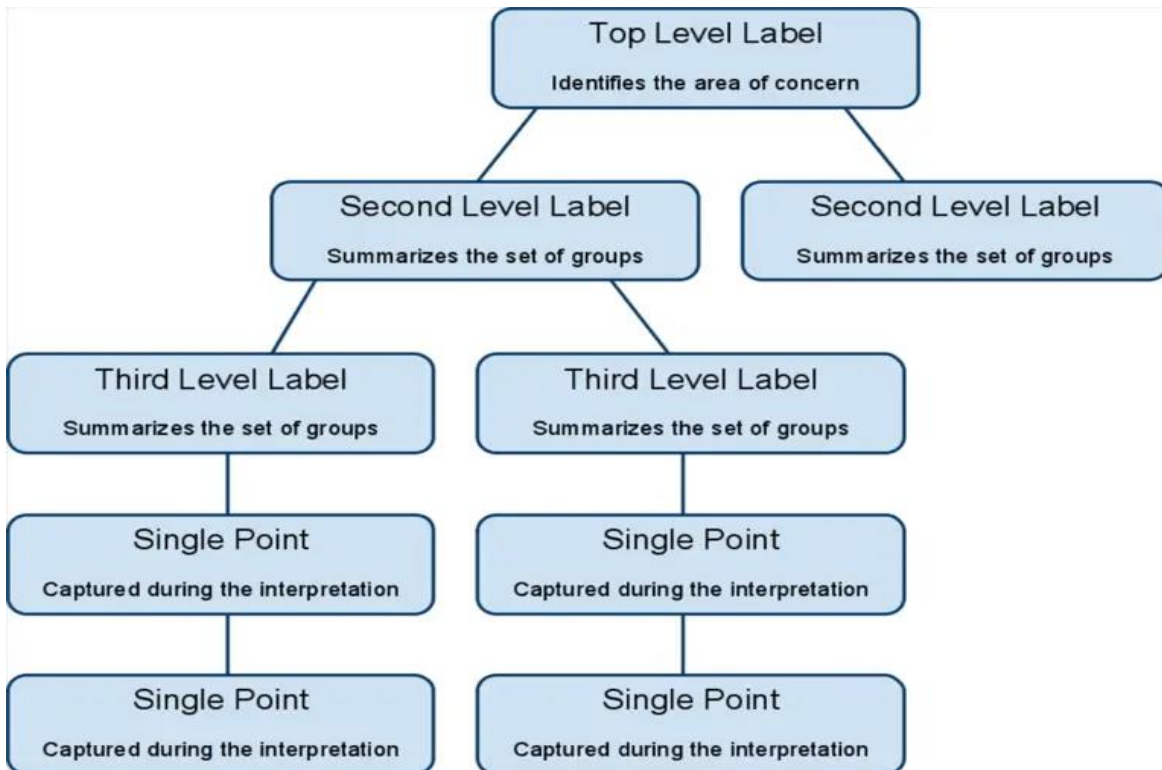 Top Level Label
Identifies the area of concern
Second Level Label
Summarizes the set of groups
Second Level Label
Summarizes the set of groups
Third Level Label
Summarizes the set of groups
Third Level Label
Summarizes the set of groups
Single Point
Captured during the interpretation
Single Point
Captured during the interpretation
Single Point
Captured during the interpretation
Single Point
Captured during the interpretation